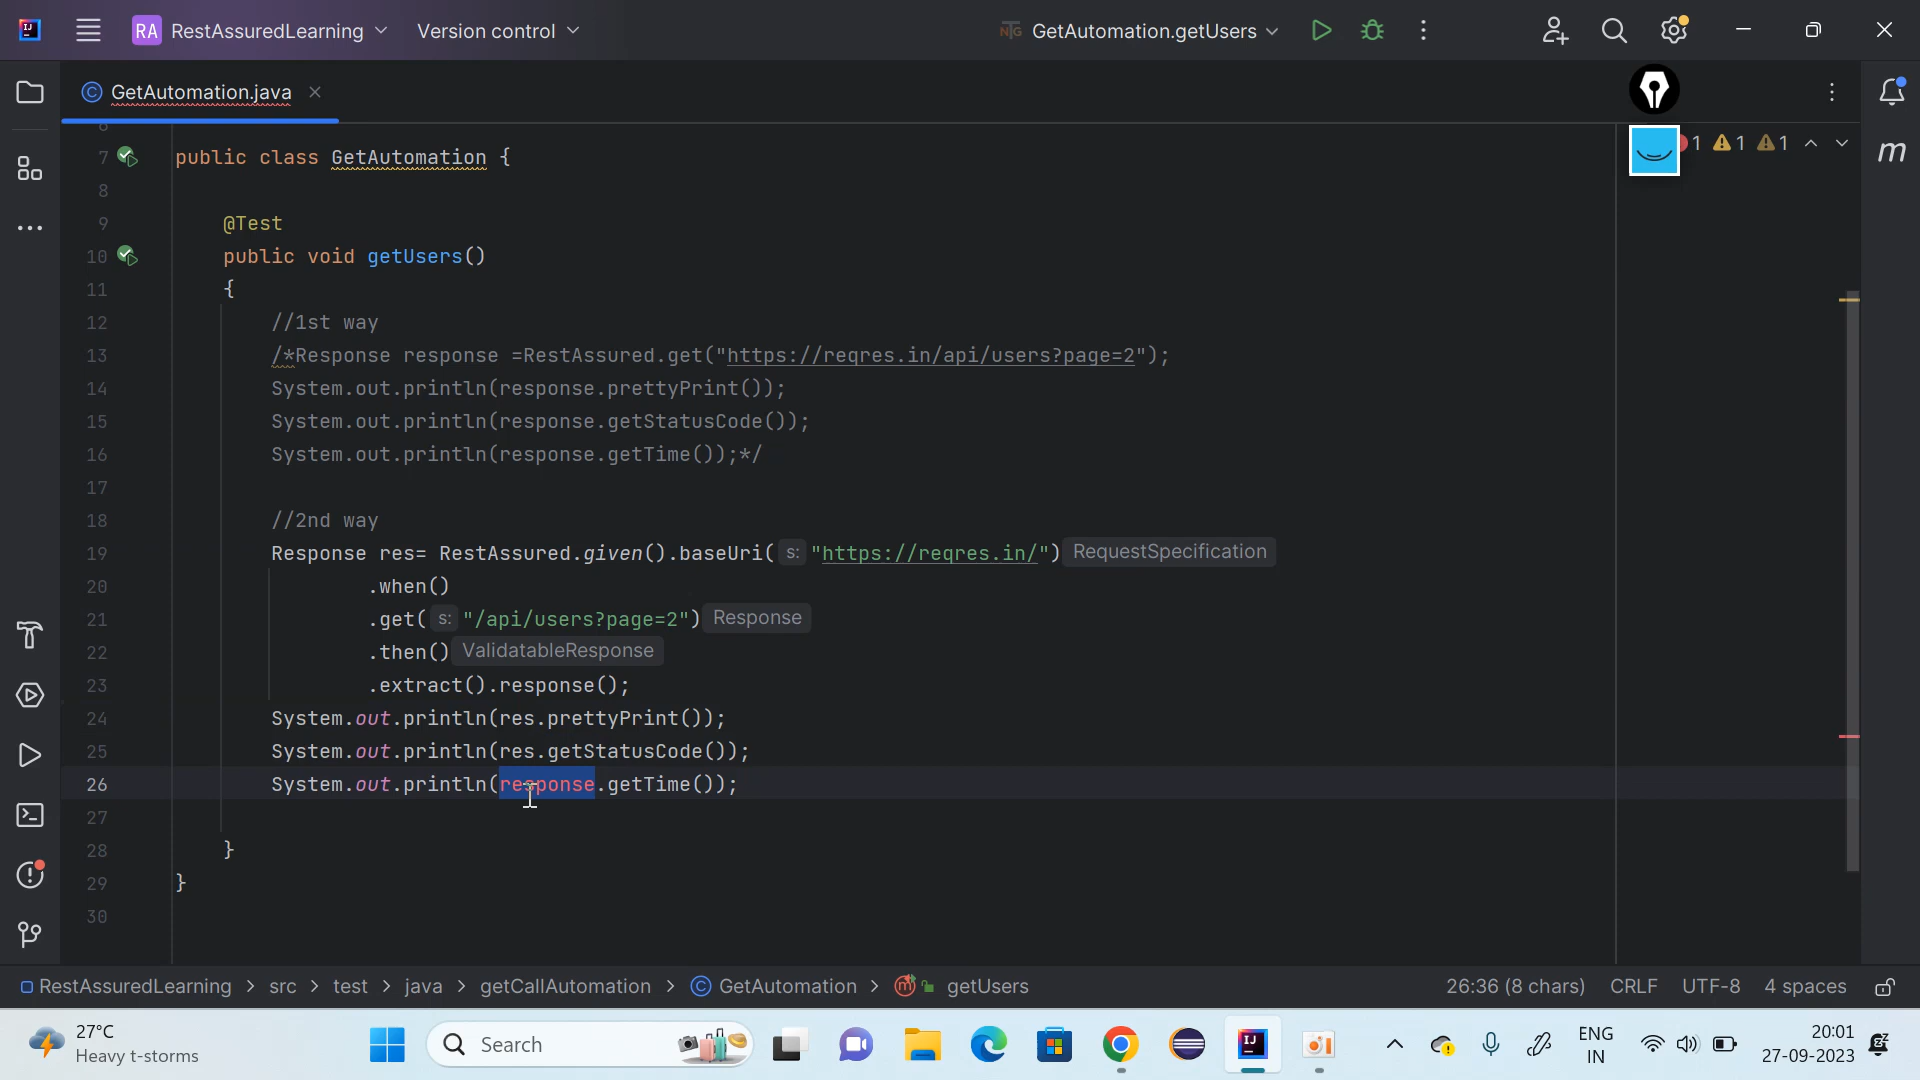 RA RestAssuredLearning Version control GetAutomation.getUsers
GetAutomation.java
1 1 1
6
7 public class GetAutomation {
8
9 @Test
10 public void getUsers()
11 {
12 //1st way
13 /*Response response =RestAssured.get("https://reqres.in/api/users?page=2");
14 System.out.println(response.prettyPrint());
15 System.out.println(response.getStatusCode());
16 System.out.println(response.getTime());*/
17
18 //2nd way
19 Response res= RestAssured.given().baseUri( s: "https://reqres.in/") RequestSpecification
20 .when()
21 .get( s: "/api/users?page=2") Response
22 .then() ValidatableResponse
23 .extract().response();
24 System.out.println(res.prettyPrint());
25 System.out.println(res.getStatusCode());
26 System.out.println(response.getTime());
27
28 }
29 }
30
RestAssuredLearning > src > test > java > getCallAutomation > GetAutomation > getUsers 26:36 (8 chars) CRLF UTF-8 4 spaces
27°C
Heavy t-storms
Search
ENG
IN
20:01
27-09-2023